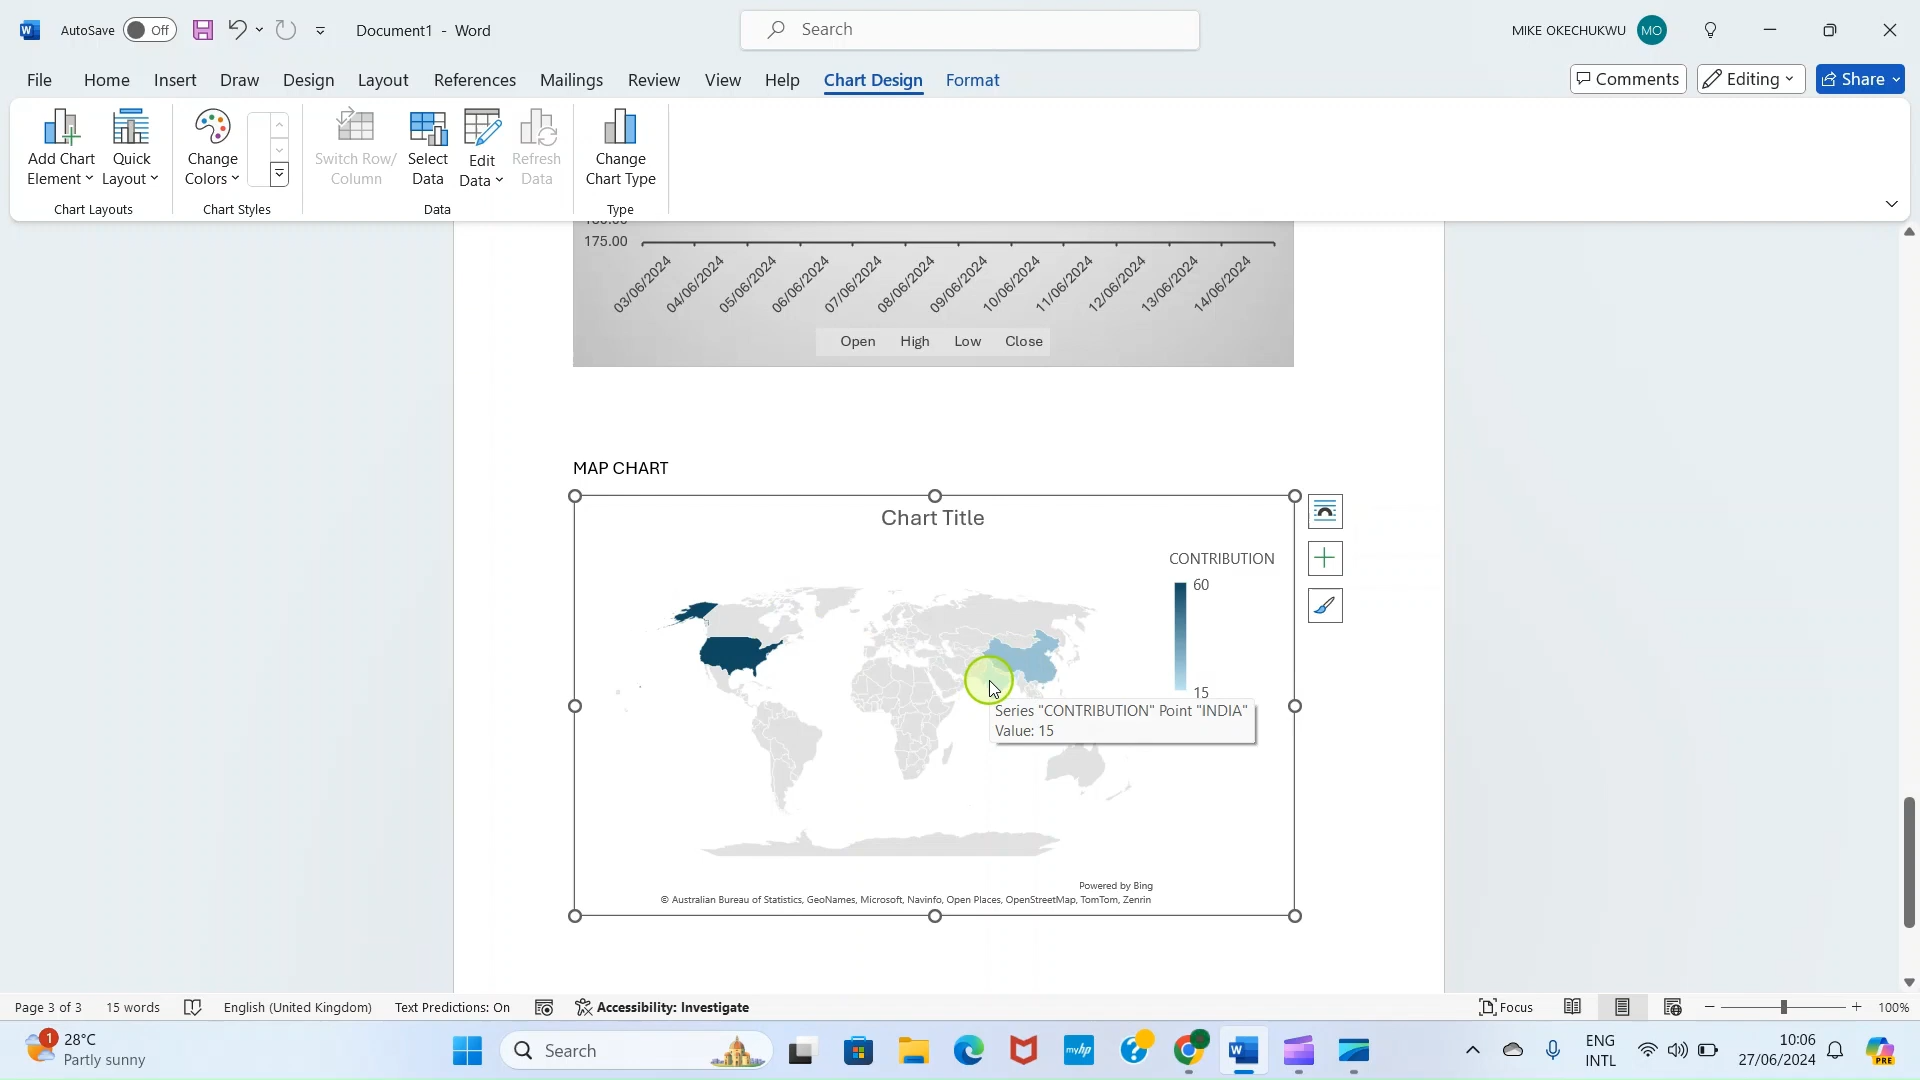 AutoSave Off Document1 - Word Search MIKE OKECHUKWU MO
File Home Insert Draw Design Layout References Mailings Review View Help Chart Design Format Comments Editing Share
Add Chart Element Quick Layout Change Colors Switch Row/ Column Select Data Edit Data Refresh Data Change Chart Type
Chart Layouts Chart Styles Data Type
175.00
03/06/2024 04/06/2024 05/06/2024 06/06/2024 07/06/2024 08/06/2024 09/06/2024 10/06/2024 11/06/2024 12/06/2024 13/06/2024 14/06/2024
Open High Low Close
MAP CHART
Chart Title
CONTRIBUTION
60
15
Series "CONTRIBUTION" Point "INDIA"
Value: 15
Powered by Bing
© Australian Bureau of Statistics, GeoNames, Microsoft, Navinfo, Open Places, OpenStreetMap, TomTom, Zenrin
Page 3 of 3 15 words English (United Kingdom) Text Predictions: On Accessibility: Investigate Focus 100%
1 28°C
Partly sunny
Search
myhp
ENG
INTL
10:06
27/06/2024
PRE